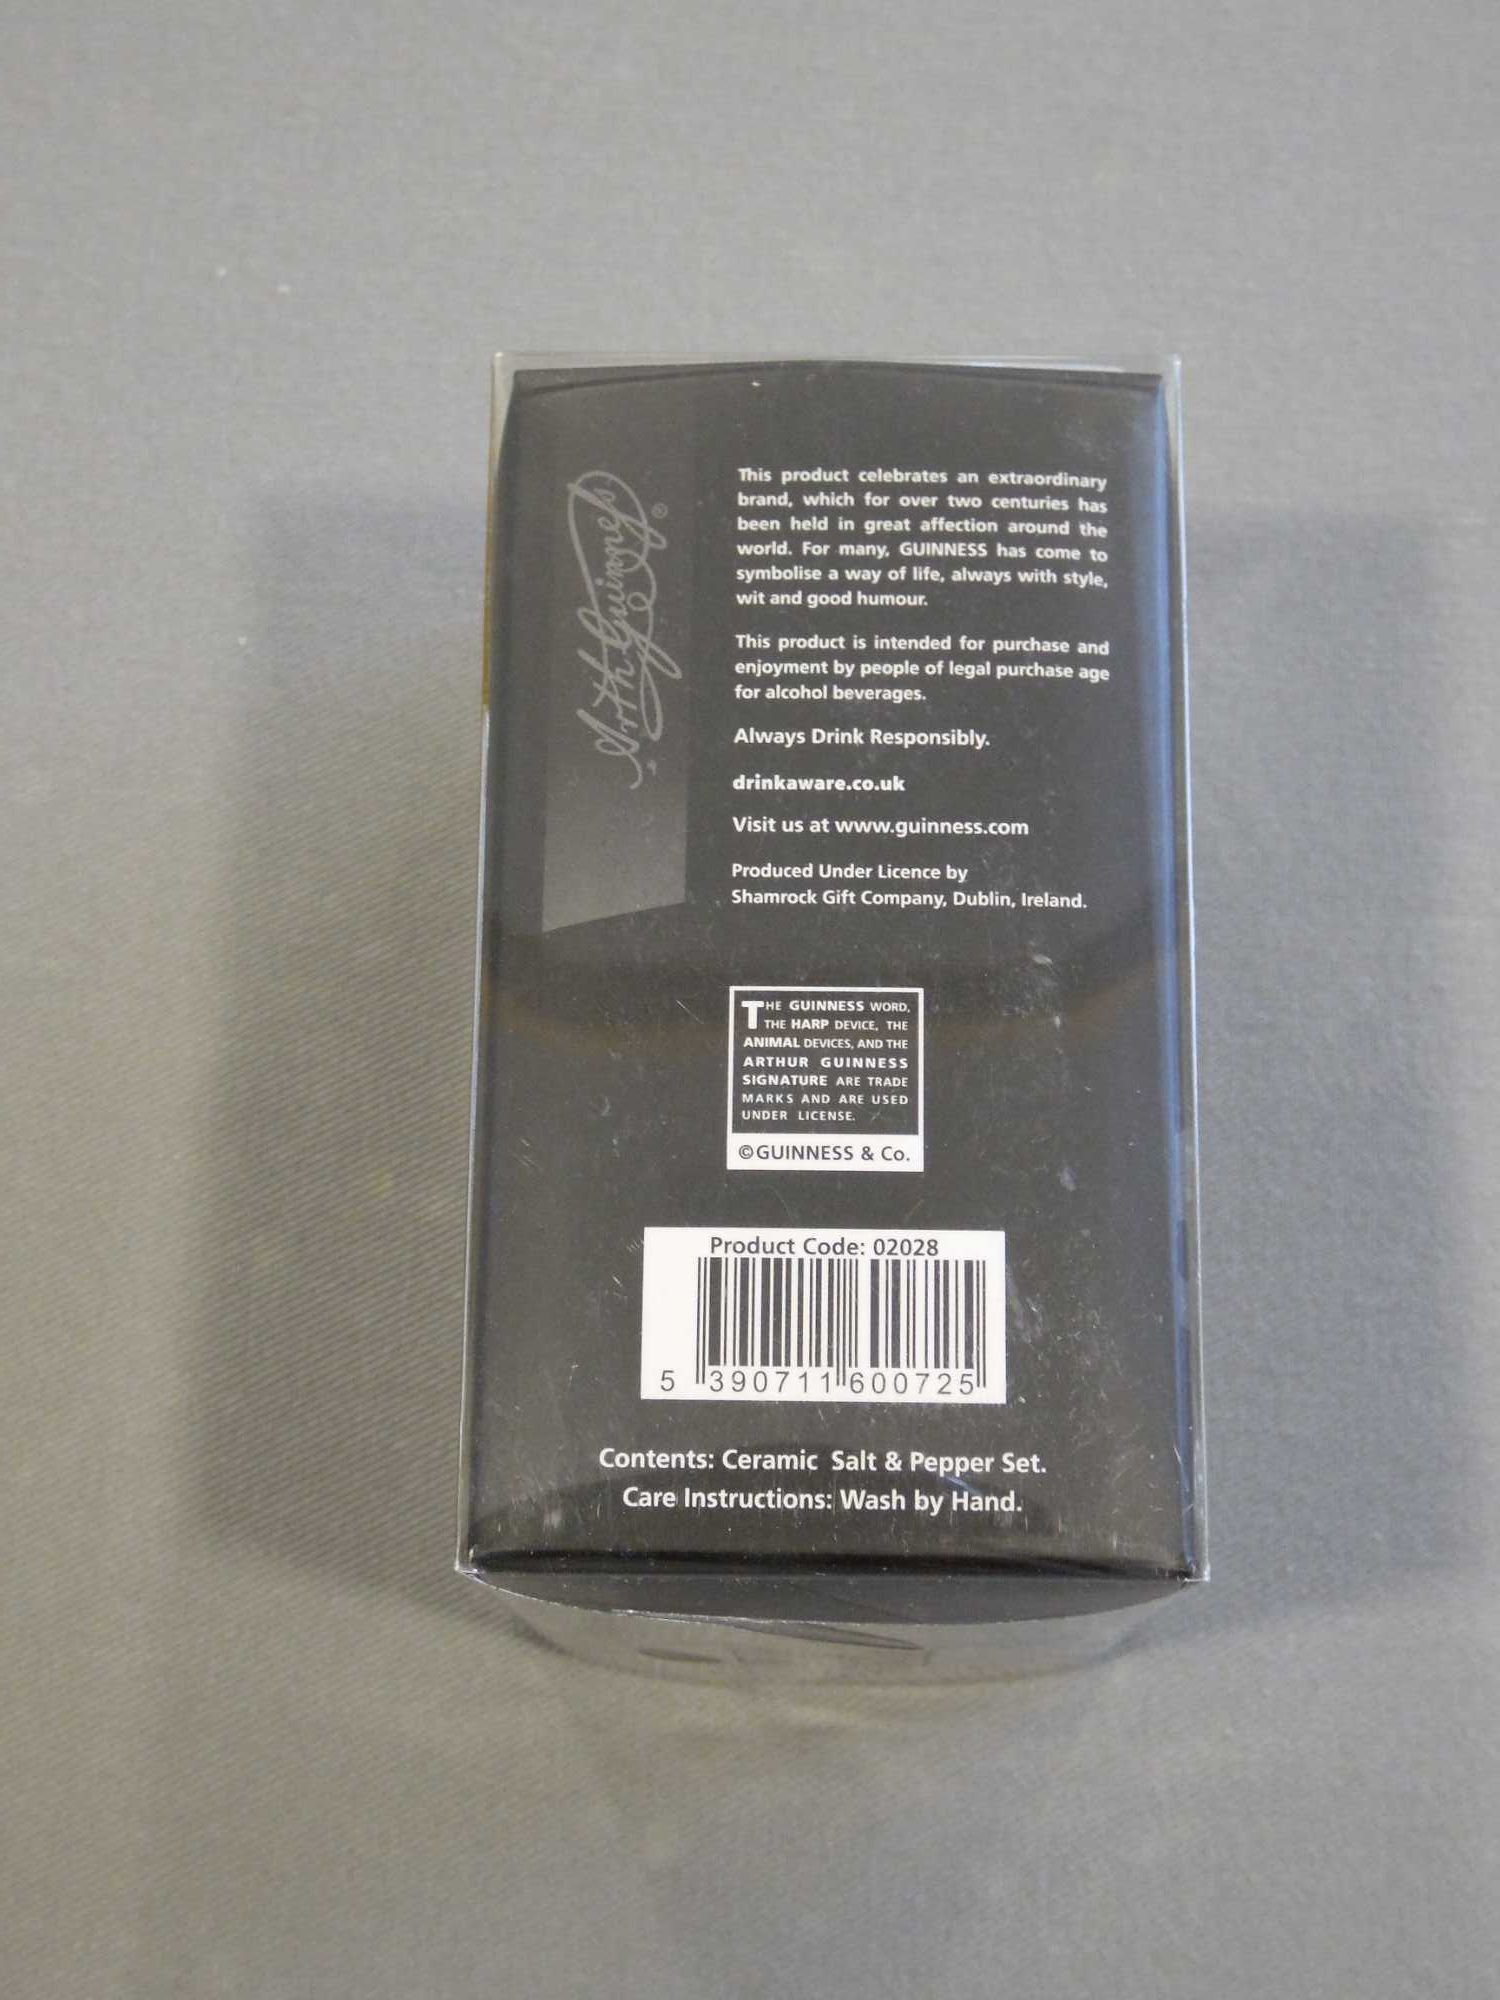 Arth Guinness ®
This product celebrates an extraordinary
brand, which for over two centuries has
been held in great affection around the
world. For many, GUINNESS has come to
symbolise a way of life, always with style,
wit and good humour.
This product is intended for purchase and
enjoyment by people of legal purchase age
for alcohol beverages.
Always Drink Responsibly.
drinkaware.co.uk
Visit us at www.guinness.com
Produced Under Licence by
Shamrock Gift Company, Dublin, Ireland.
THE GUINNESS WORD,
THE HARP DEVICE, THE
ANIMAL DEVICES, AND THE
ARTHUR GUINNESS
SIGNATURE ARE TRADE
MARKS AND ARE USED
UNDER LICENSE.
©GUINNESS & Co.
Product Code: 02028
5 390711 600725
Contents: Ceramic Salt & Pepper Set.
Care Instructions: Wash by Hand.